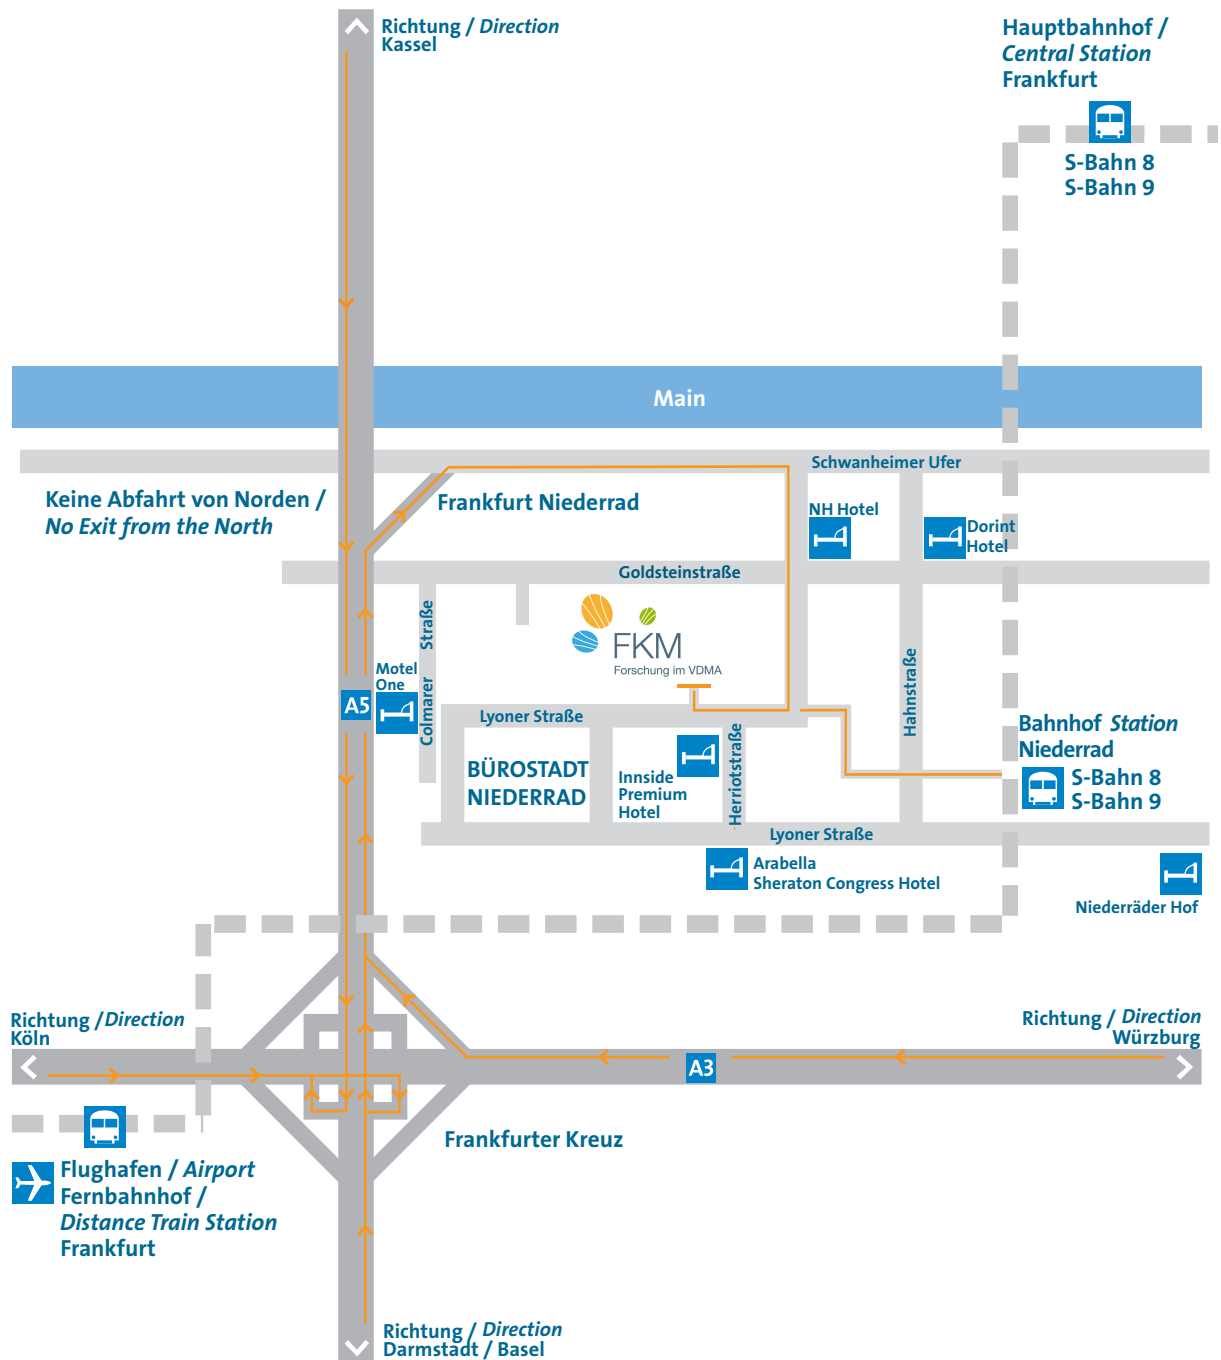 Richtung / Direction
Kassel
Hauptbahnhof /
Central Station
Frankfurt
S-Bahn 8
S-Bahn 9
Main
Schwanheimer Ufer
Keine Abfahrt von Norden /
No Exit from the North
Frankfurt Niederrad
NH Hotel
Dorint
Hotel
Goldsteinstraße
Colmarer Straße
FKM
Forschung im VDMA
Motel
One
A5
Hahnstraße
Lyoner Straße
Bahnhof Station
Niederrad
S-Bahn 8
S-Bahn 9
BÜROSTADT
NIEDERRAD
Innside
Premium
Hotel
Herriotstraße
Lyoner Straße
Arabella
Sheraton Congress Hotel
Niederräder Hof
Richtung /Direction
Köln
Richtung / Direction
Würzburg
A3
Frankfurter Kreuz
Flughafen / Airport
Fernbahnhof /
Distance Train Station
Frankfurt
Richtung / Direction
Darmstadt / Basel